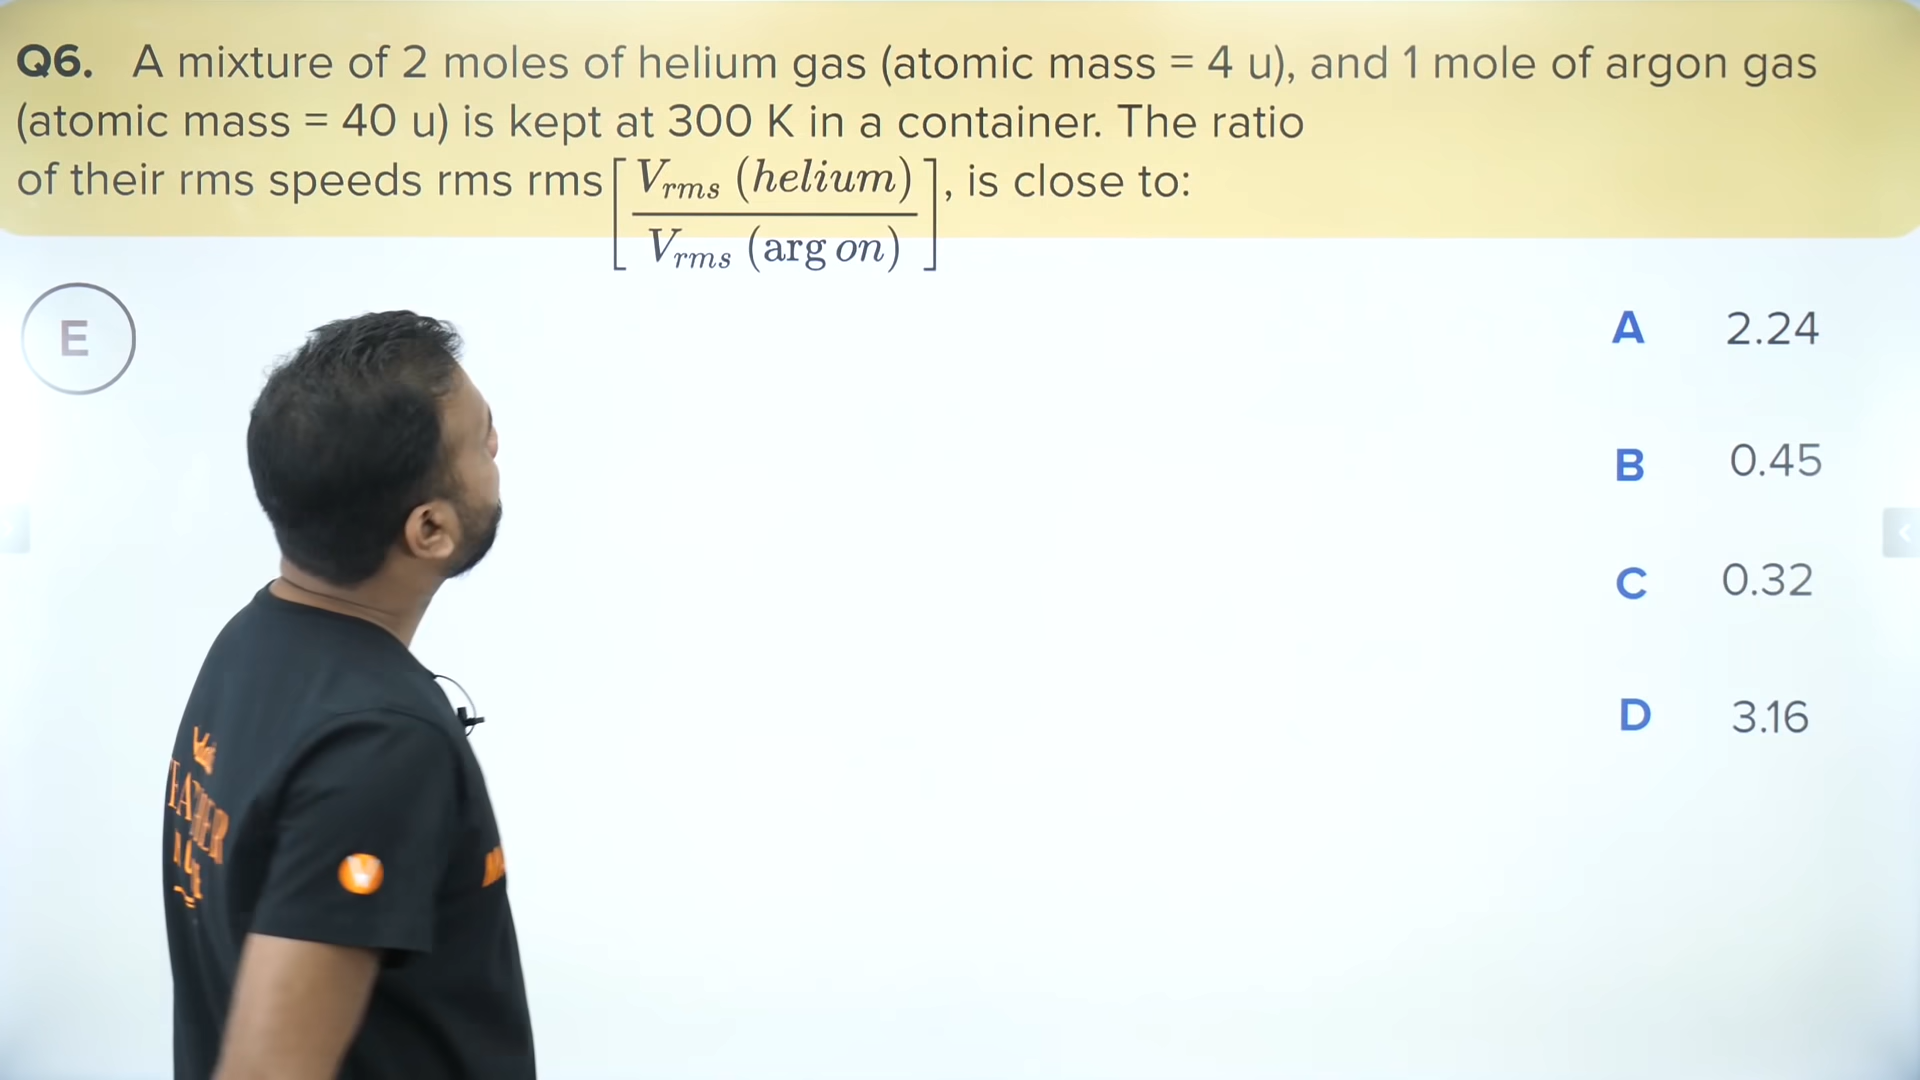 Q6. A mixture of 2 moles of helium gas (atomic mass = 4 u), and 1 mole of argon gas
(atomic mass = 40 u) is kept at 300 K in a container. The ratio
of their rms speeds rms rms [ V_rms (helium) / V_rms (arg on) ], is close to:
E
A 2.24
B 0.45
C 0.32
D 3.16
V